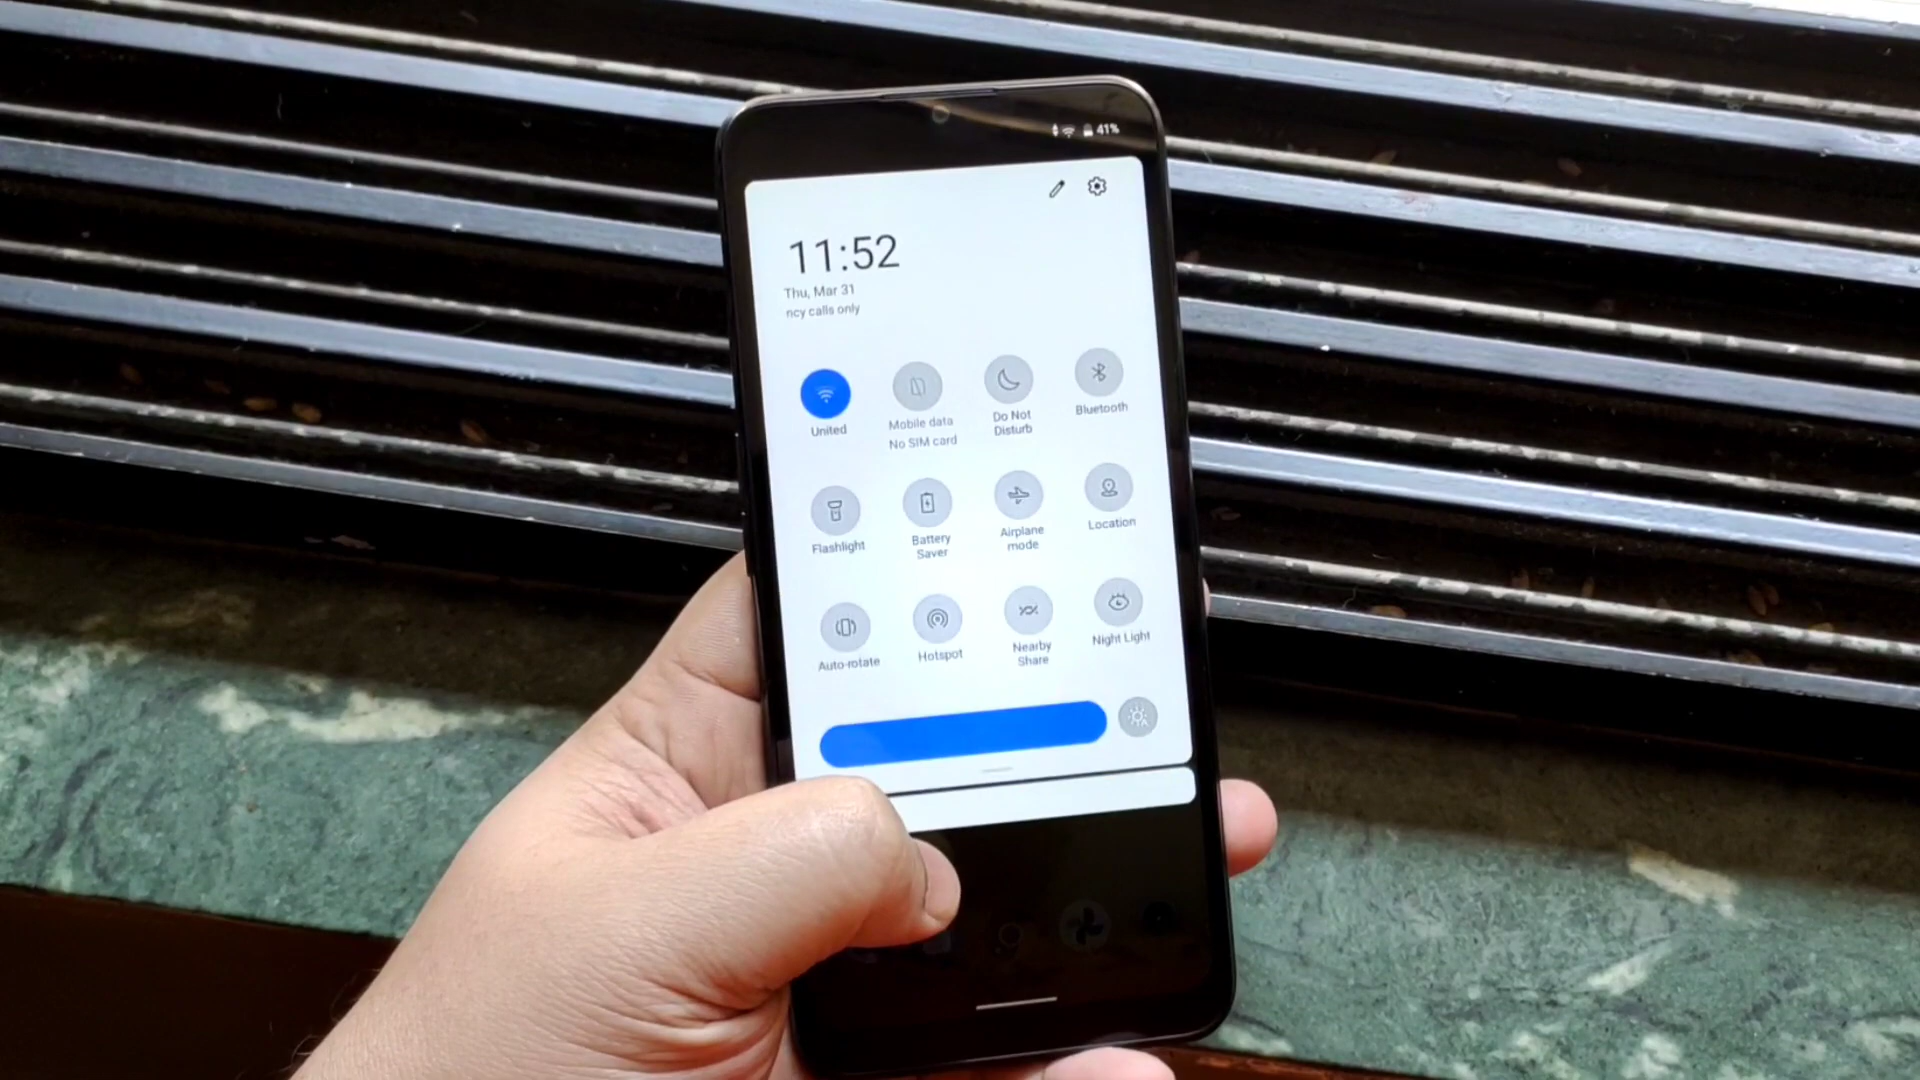 41%
11:52
Thu, Mar 31
ncy calls only
United
Mobile data
No SIM card
Do Not
Disturb
Bluetooth
Flashlight
Battery
Saver
Airplane
mode
Location
Auto-rotate
Hotspot
Nearby
Share
Night Light